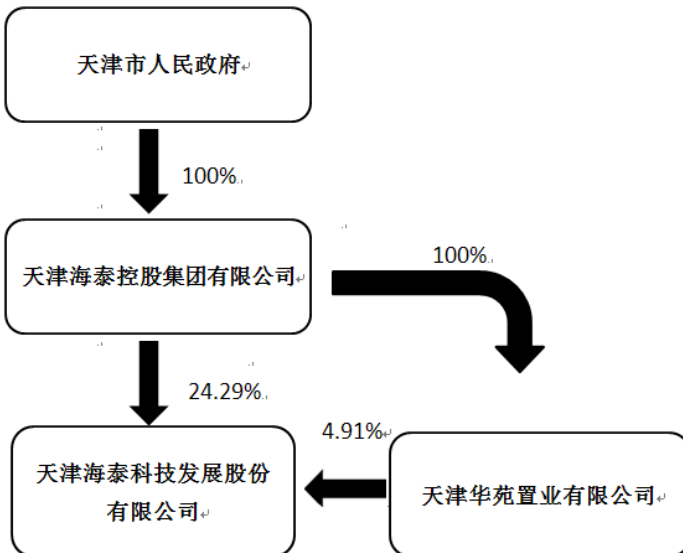 天津市人民政府
100%
天津海泰控股集团有限公司
100%
24.29%
4.91%
天津海泰科技发展股份
有限公司
天津华苑置业有限公司